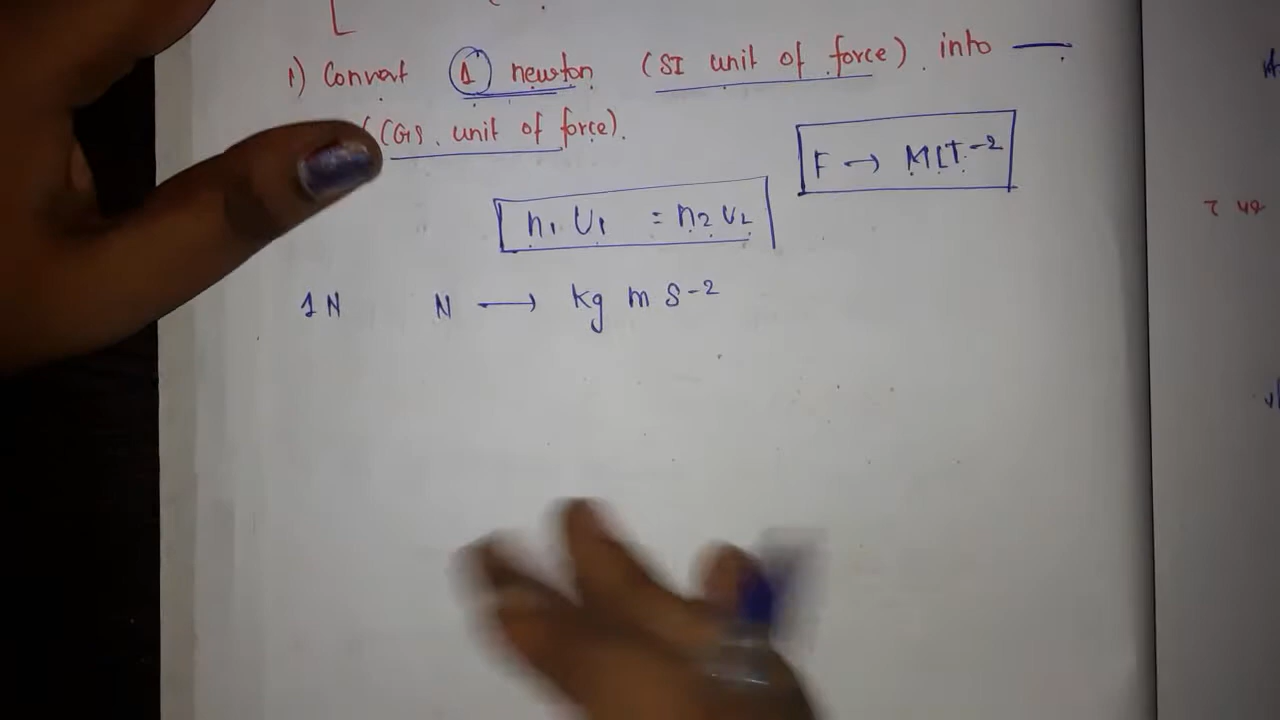 1) Convert 1 newton (SI unit of force) into —
(CGS unit of force).
F → MLT-2
n1 U1 = n2 U2
1 N N → kg m s-2